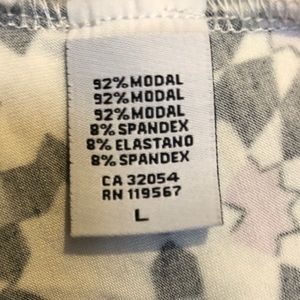 92% MODAL
92% MODAL
92% MODAL
8% SPANDEX
8% ELASTANO
8% SPANDEX
CA 32054
RN 119567
L